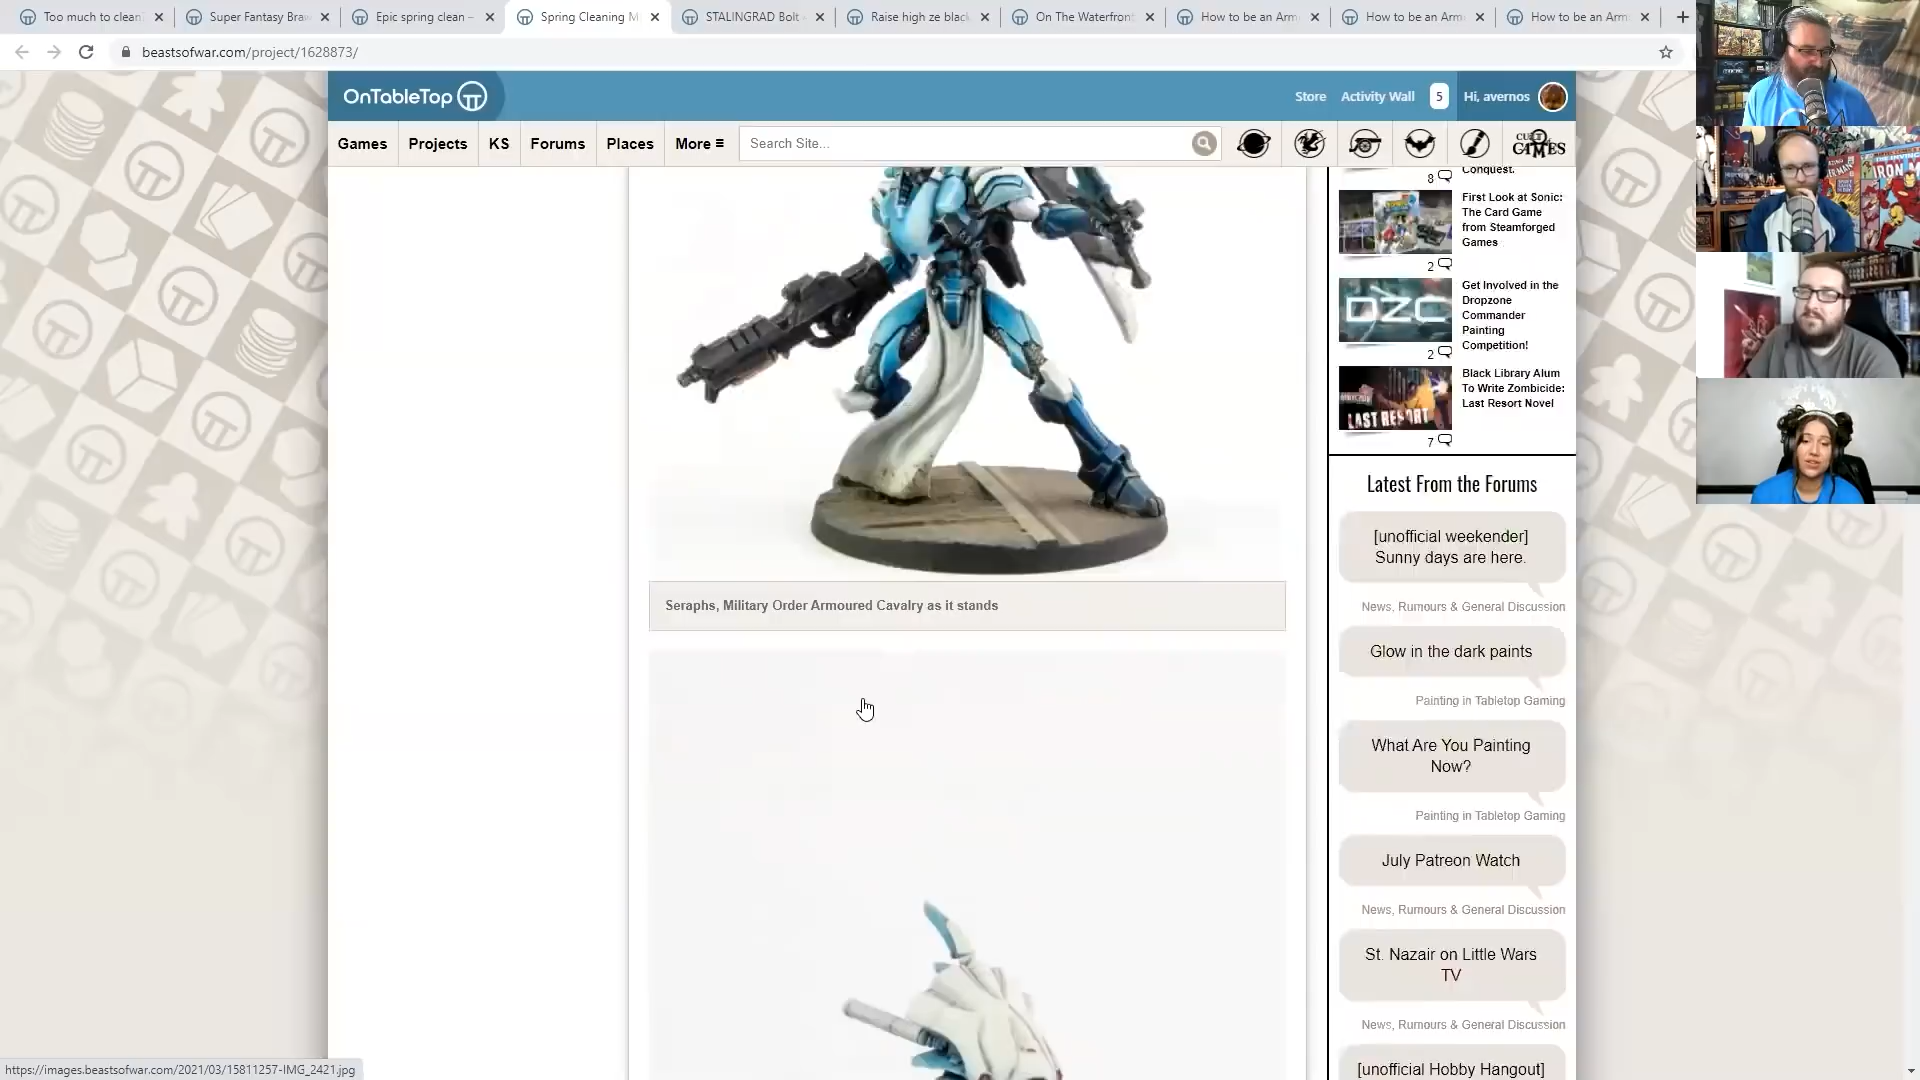 Too much to clean
Super Fantasy Braw
Epic spring clean –
Spring Cleaning M
STALINGRAD Bolt
Raise high ze black
On The Waterfront
How to be an Arm
How to be an Arm
How to be an Arm
beastsofwar.com/project/1628873/
OnTableTop
Store
Activity Wall
5
Hi, avernos
Games
Projects
KS
Forums
Places
More ≡
Search Site...
CULT OF GAMES
IRON MAN
Seraphs, Military Order Armoured Cavalry as it stands
Conquest.
8
First Look at Sonic:
The Card Game
from Steamforged
Games
2
DZC
Get Involved in the
Dropzone
Commander
Painting
Competition!
2
LAST RESORT
Black Library Alum
To Write Zombicide:
Last Resort Novel
7
Latest From the Forums
[unofficial weekender]
Sunny days are here.
News, Rumours & General Discussion
Glow in the dark paints
Painting in Tabletop Gaming
What Are You Painting
Now?
Painting in Tabletop Gaming
July Patreon Watch
News, Rumours & General Discussion
St. Nazair on Little Wars
TV
News, Rumours & General Discussion
[unofficial Hobby Hangout]
https://images.beastsofwar.com/2021/03/15811257-IMG_2421.jpg